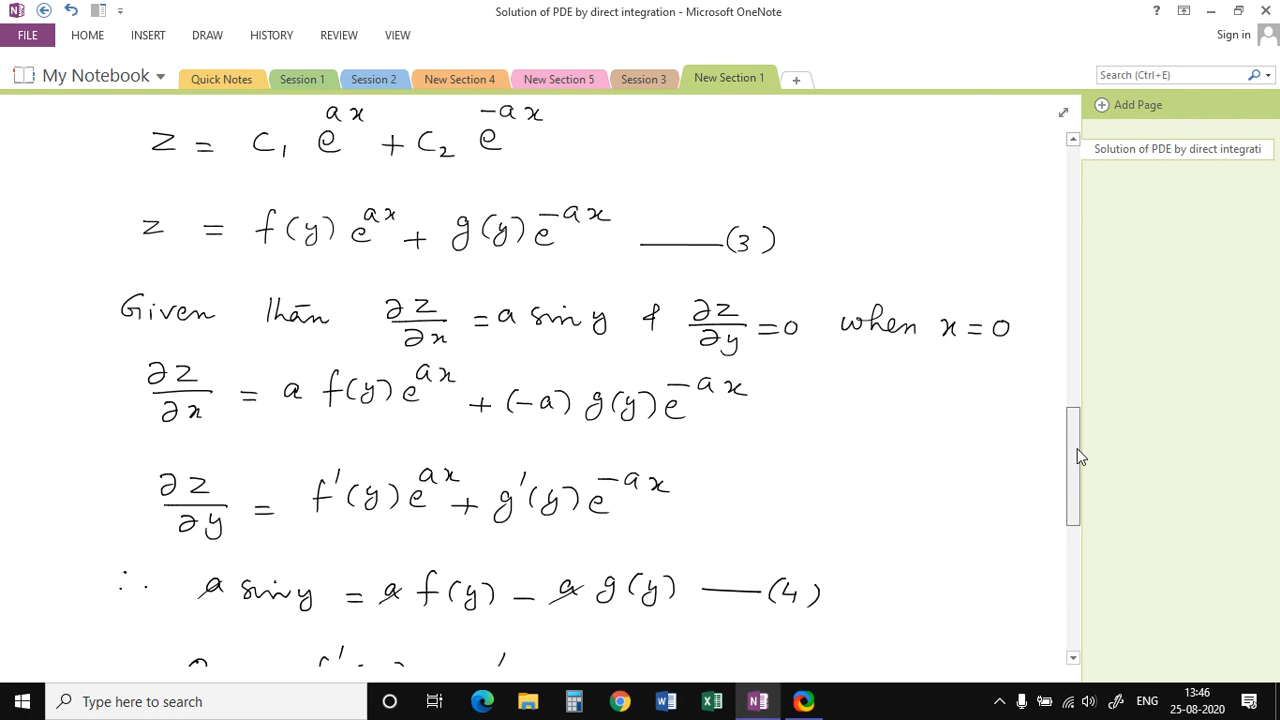 Solution of PDE by direct integration - Microsoft OneNote
?
FILE HOME INSERT DRAW HISTORY REVIEW VIEW
Sign in
My Notebook
Quick Notes Session 1 Session 2 New Section 4 New Section 5 Session 3 New Section 1 +
Search (Ctrl+E)
Add Page
Solution of PDE by direct integrati
z = C₁ e^{ax} + C₂ e^{-ax}
z = f(y) e^{ax} + g(y) e^{-ax} ——(3)
Given ∂z/∂x = a sin y & ∂z/∂y = 0 when x = 0
∂z/∂x = a f(y) e^{ax} + (-a) g(y) e^{-ax}
∂z/∂y = f'(y) e^{ax} + g'(y) e^{-ax}
∴ a sin y = a f(y) - a g(y) ——(4)
Type here to search
ENG
13:46
25-08-2020